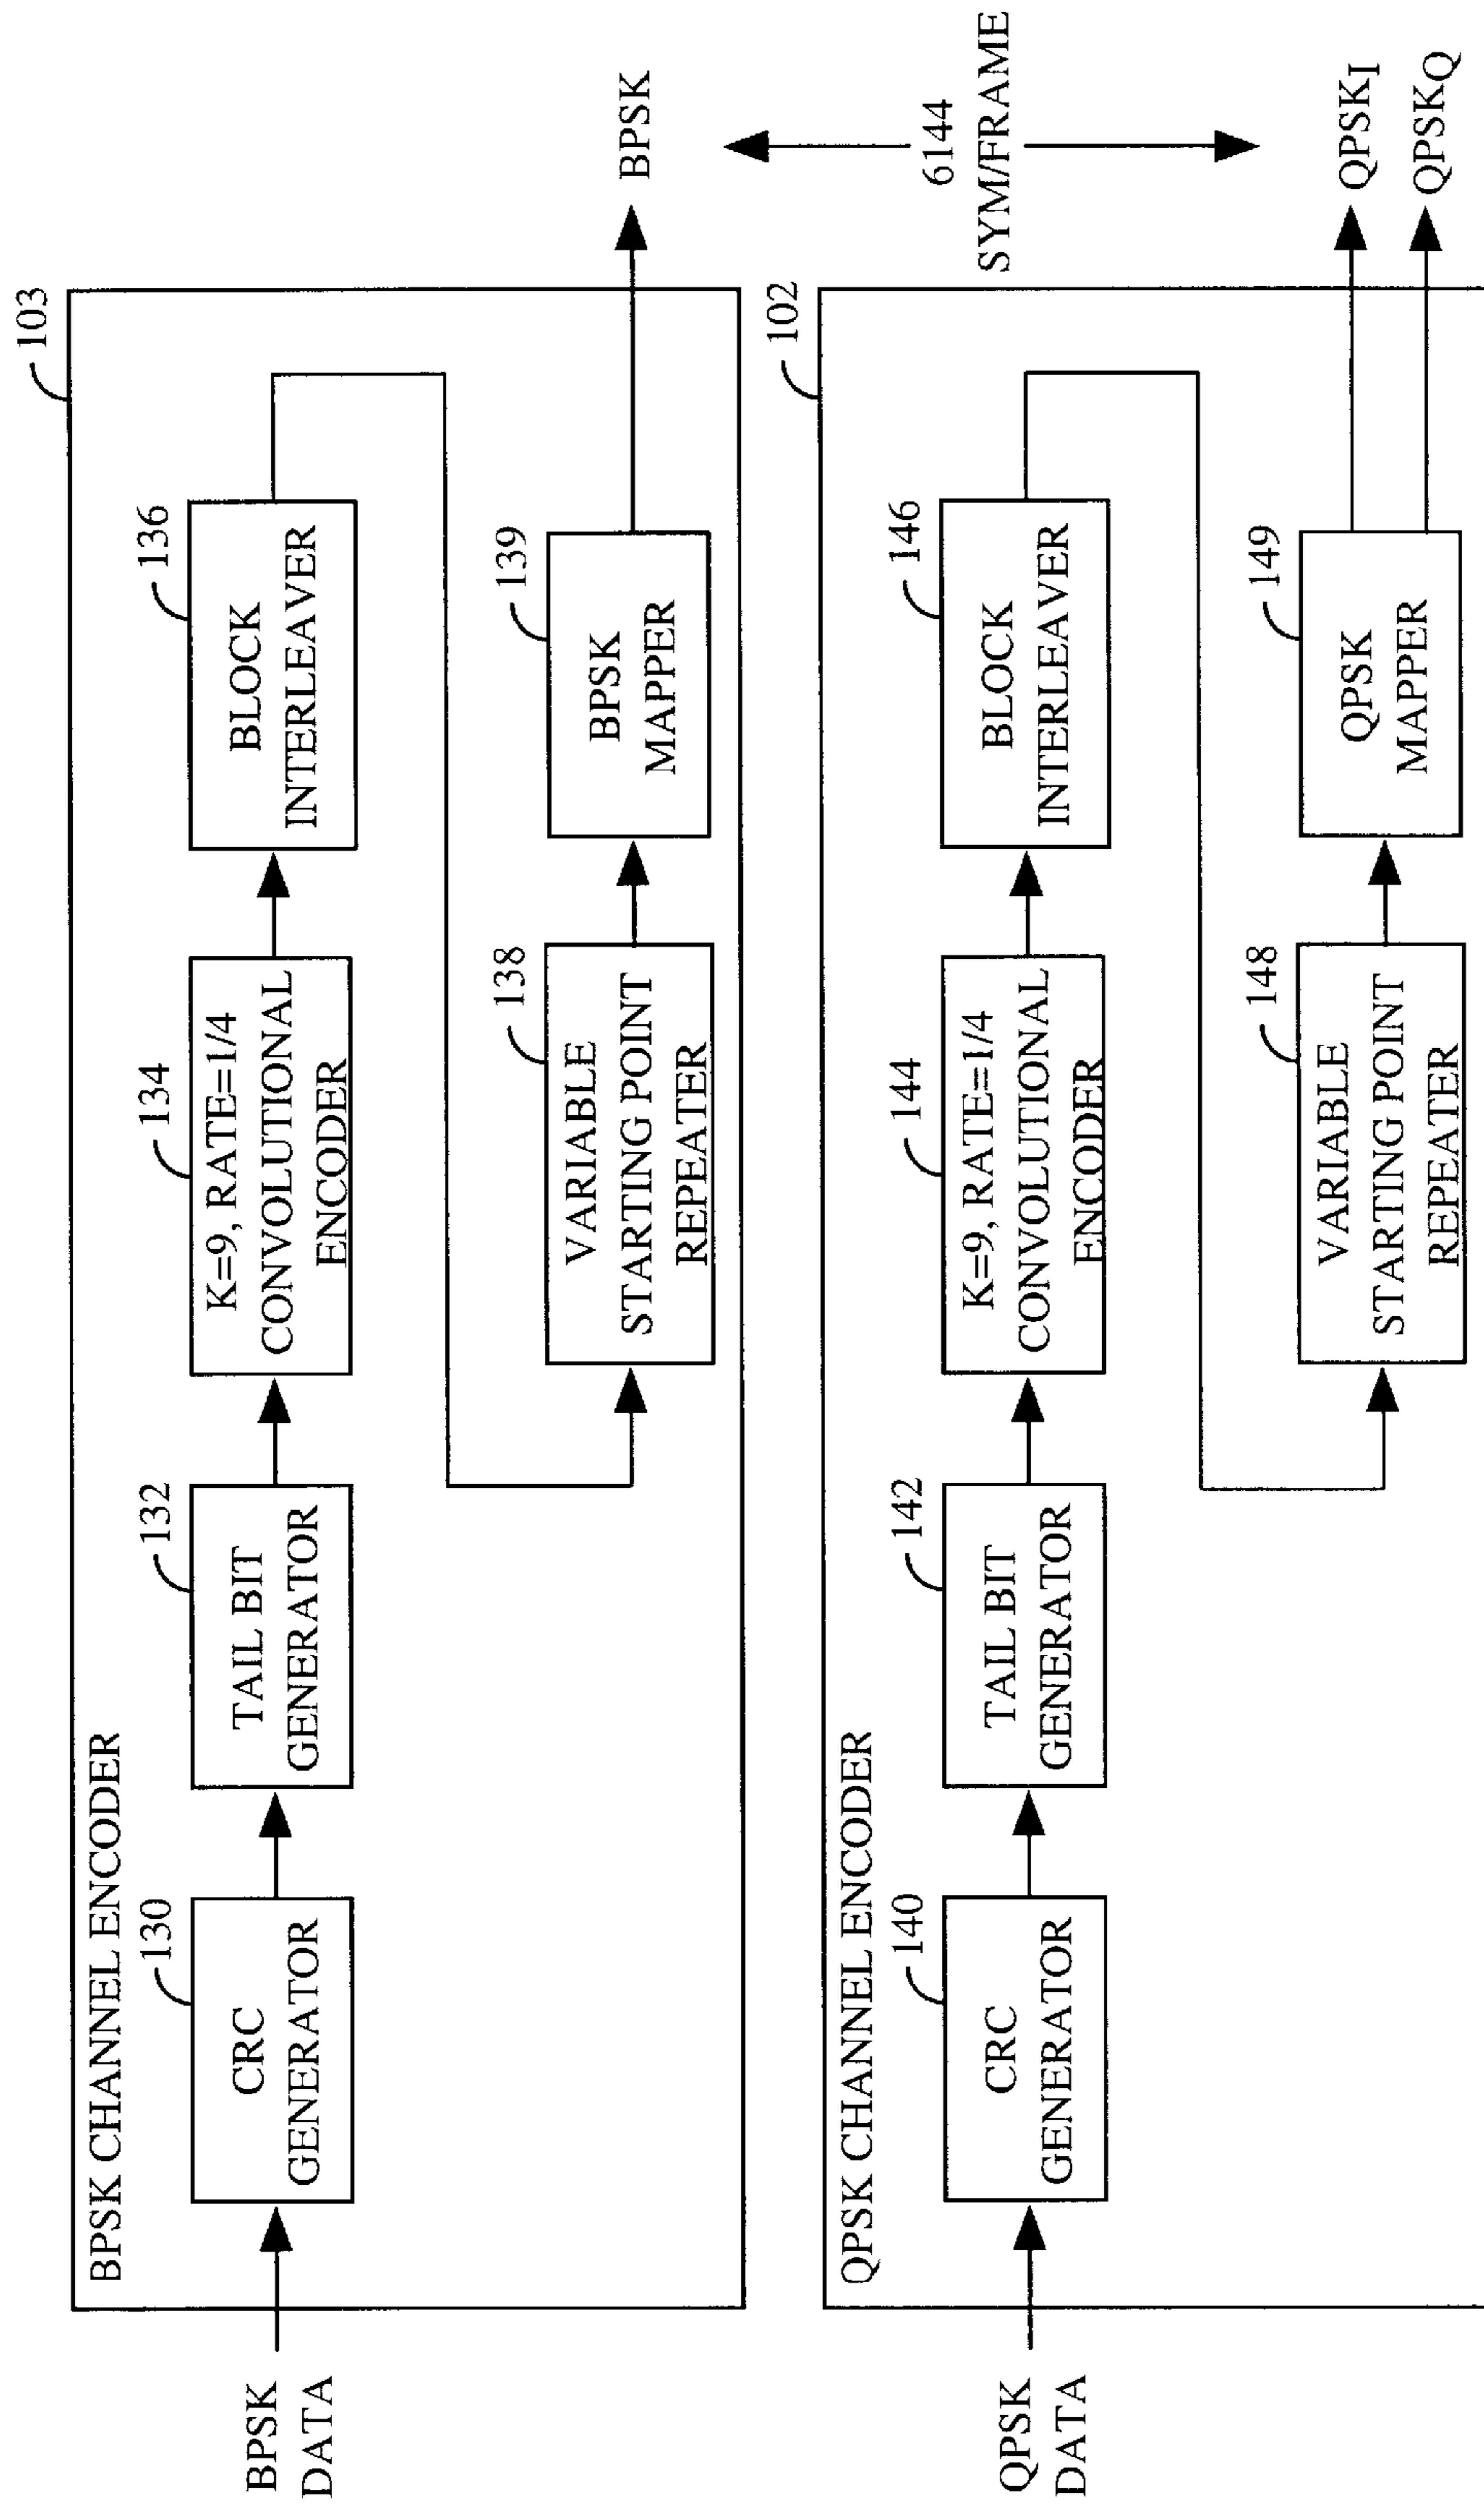 BPSK CHANNEL ENCODER
103
BPSK
DATA
130
CRC
GENERATOR
132
TAIL BIT
GENERATOR
134
K=9, RATE=1/4
CONVOLUTIONAL
ENCODER
136
BLOCK
INTERLEAVER
138
VARIABLE
STARTING POINT
REPEATER
139
BPSK
MAPPER
BPSK
6144
SYM/FRAME
QPSK CHANNEL ENCODER
102
QPSK
DATA
140
CRC
GENERATOR
142
TAIL BIT
GENERATOR
144
K=9, RATE=1/4
CONVOLUTIONAL
ENCODER
146
BLOCK
INTERLEAVER
148
VARIABLE
STARTING POINT
REPEATER
149
QPSK
MAPPER
QPSKI
QPSKQ